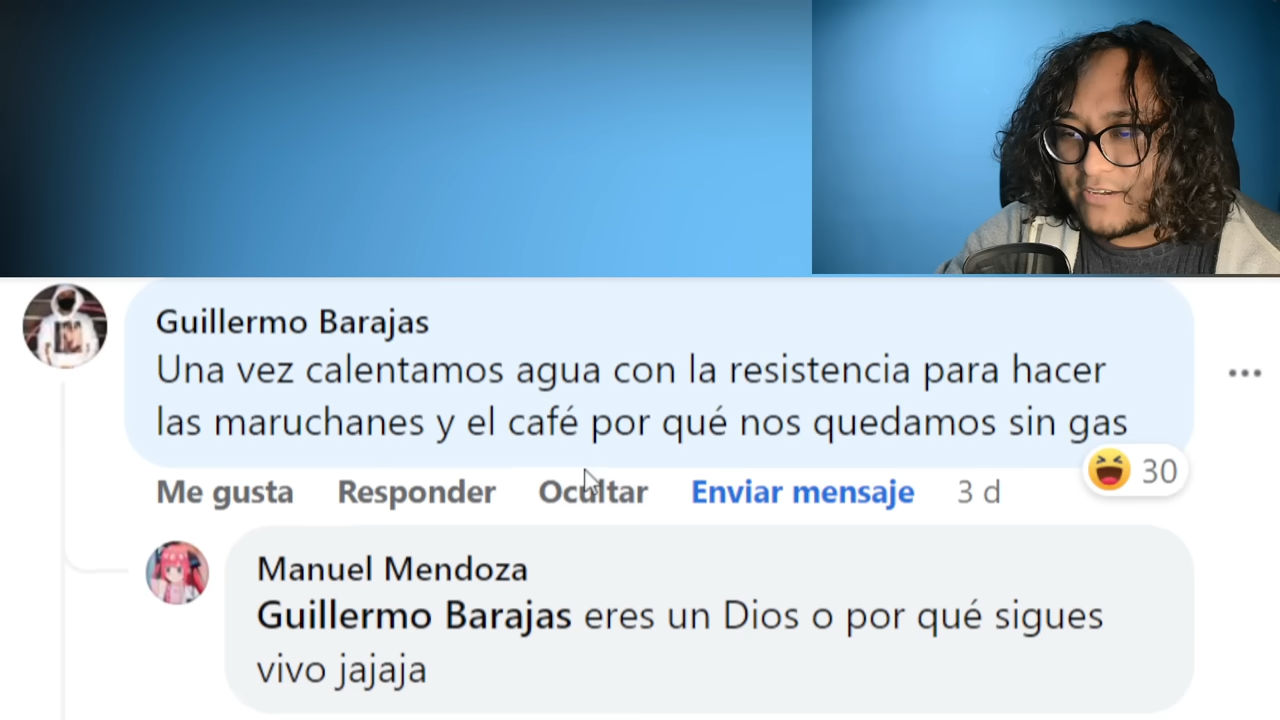 Guillermo Barajas
Una vez calentamos agua con la resistencia para hacer
las maruchanes y el café por qué nos quedamos sin gas
30
Me gusta Responder Ocultar Enviar mensaje 3 d
Manuel Mendoza
Guillermo Barajas eres un Dios o por qué sigues
vivo jajaja